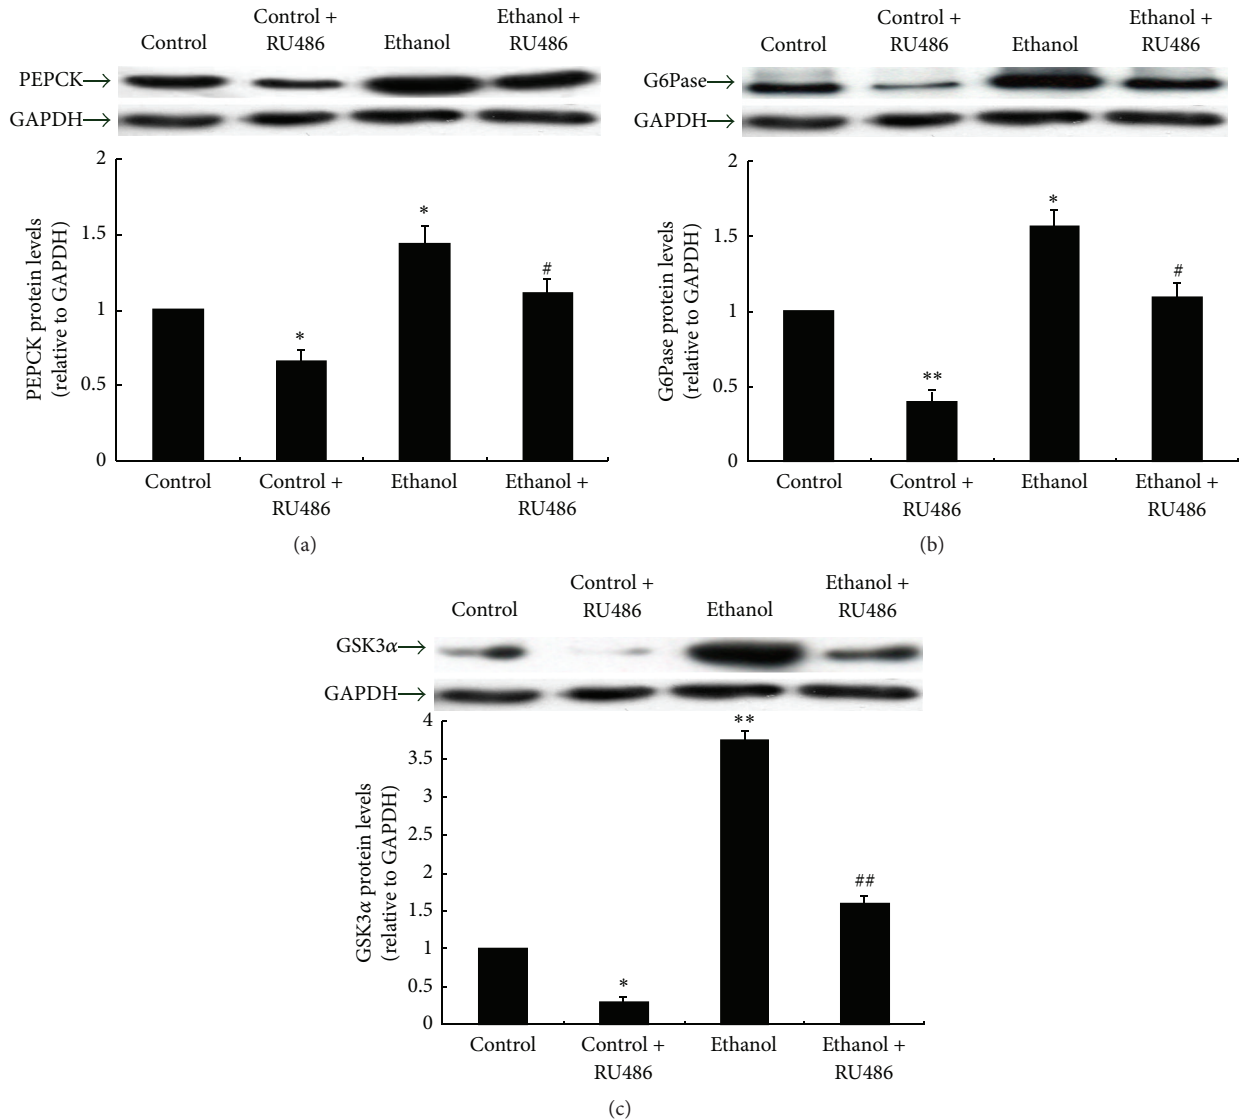 Control
Control +
RU486
Ethanol
Ethanol +
RU486
PEPCK
GAPDH
2
1.5
1
0.5
0
PEPCK protein levels
(relative to GAPDH)
*
*
#
Control
Control +
RU486
Ethanol
Ethanol +
RU486
(a)
Control
Control +
RU486
Ethanol
Ethanol +
RU486
G6Pase
GAPDH
2
1.5
1
0.5
0
G6Pase protein levels
(relative to GAPDH)
**
*
#
Control
Control +
RU486
Ethanol
Ethanol +
RU486
(b)
Control
Control +
RU486
Ethanol
Ethanol +
RU486
GSK3α
GAPDH
4
3.5
3
2.5
2
1.5
1
0.5
0
GSK3α protein levels
(relative to GAPDH)
*
**
##
Control
Control +
RU486
Ethanol
Ethanol +
RU486
(c)